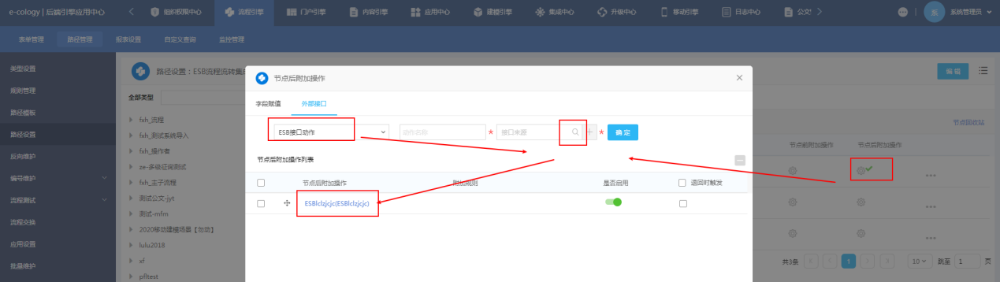 e-cology | 后端引擎应用中心
组织权限中心
流程引擎
门户引擎
内容引擎
应用中心
建模引擎
集成中心
升级中心
移动引擎
日志中心
公文
系
系统管理员
表单管理
路径管理
报表设置
自定义查询
监控管理
类型设置
规则管理
路径模板
路径设置
反向维护
编号维护
流程测试
流程交换
应用设置
批量维护
路径设置：ESB流程流转集成
编 辑
全部类型
fxh_流程
fxh_测试系统导入
fxh_操作者
ze-多级征询测试
fxh_主子流程
测试公文-jyt
测试-mfm
2020移动建模场景【勿动】
lulu2018
xf
pfltest
节点后附加操作
字段赋值
外部接口
ESB接口动作
动作名称
*
接口来源
*
确 定
节点后附加操作列表
节点后附加操作
附加规则
是否启用
退回时触发
ESBlclzjcjc(ESBlclzjcjc)
节点回收站
节点前附加操作
节点后附加操作
共3条
1
10
跳至
1
页